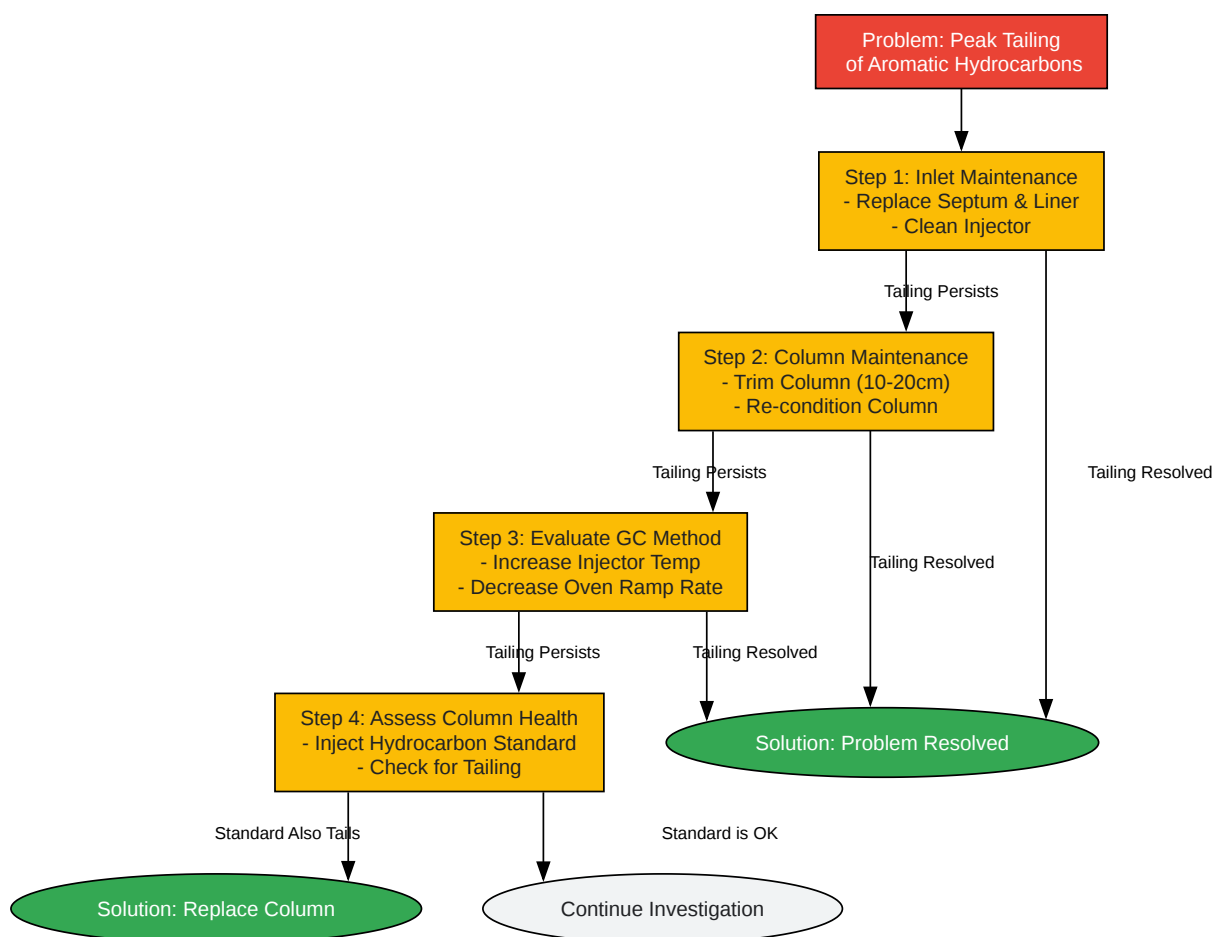 Problem: Peak Tailing
of Aromatic Hydrocarbons
Step 1: Inlet Maintenance
- Replace Septum & Liner
- Clean Injector
Tailing Persists
Step 2: Column Maintenance
- Trim Column (10-20cm)
- Re-condition Column
Tailing Persists
Tailing Resolved
Step 3: Evaluate GC Method
- Increase Injector Temp
- Decrease Oven Ramp Rate
Tailing Resolved
Tailing Persists
Tailing Resolved
Step 4: Assess Column Health
- Inject Hydrocarbon Standard
- Check for Tailing
Solution: Problem Resolved
Standard Also Tails
Standard is OK
Solution: Replace Column
Continue Investigation